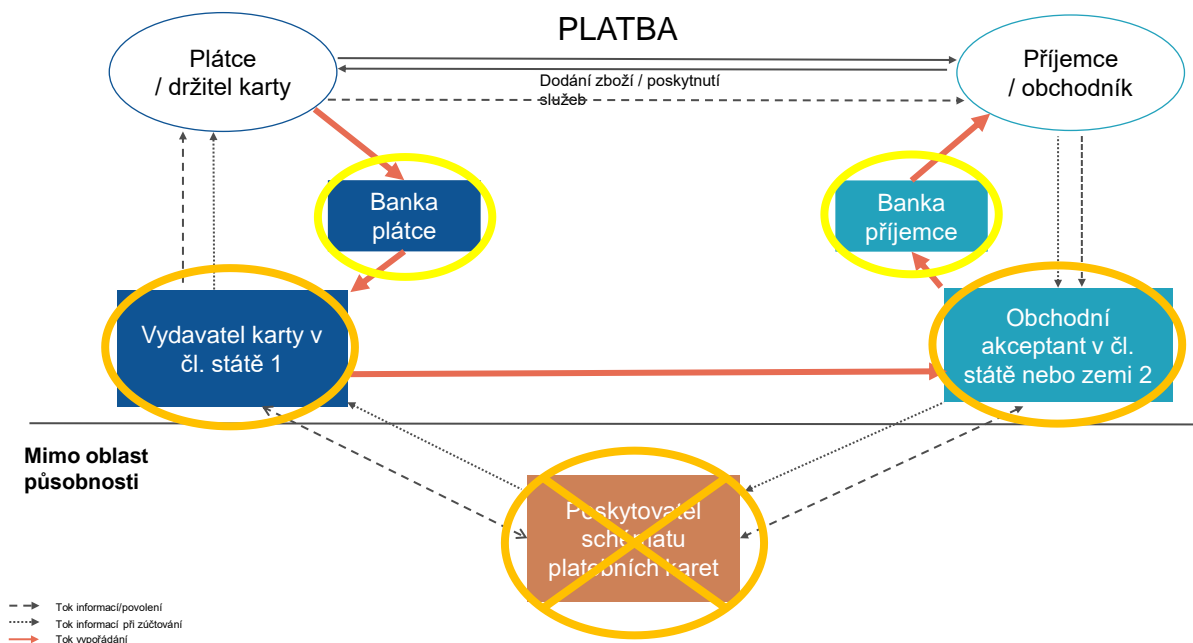 PLATBA
Plátce
/ držitel karty
Dodání zboží / poskytnutí
služeb
Příjemce
/ obchodník
Banka
plátce
Banka
příjemce
Vydavatel karty v
čl. státě 1
Obchodní
akceptant v čl.
státě nebo zemi 2
Mimo oblast
působnosti
Poskytovatel
schématu
platebních karet
Tok informací/povolení
Tok informací při zúčtování
Tok vypořádání